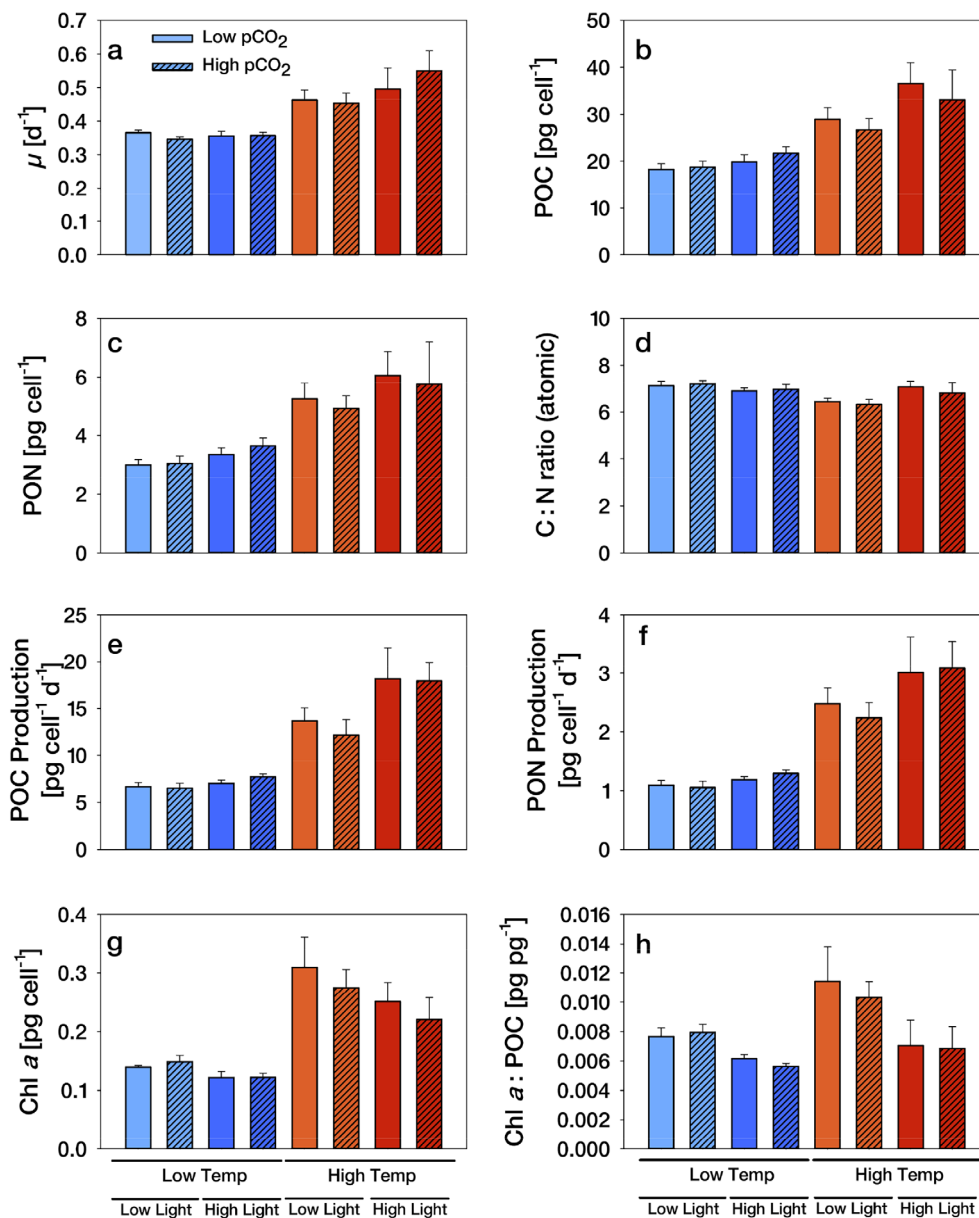 a
Low pCO₂
High pCO₂
0.7
0.6
0.5
0.4
0.3
0.2
0.1
0.0
μ [d⁻¹]
b
50
40
30
20
10
0
POC [pg cell⁻¹]
c
10
8
6
4
2
0
PON [pg cell⁻¹]
d
10
8
6
4
2
0
C:N ratio (atomic)
e
25
20
15
10
5
0
POC Production
[pg cell⁻¹ d⁻¹]
f
4
3
2
1
0
PON Production
[pg cell⁻¹ d⁻¹]
g
0.4
0.3
0.2
0.1
0.0
Chl a [pg cell⁻¹]
h
0.016
0.014
0.012
0.010
0.008
0.006
0.004
0.002
0.000
Chl a : POC [pg pg⁻¹]
Low Temp High Temp
Low Light High Light Low Light High Light
Low Temp High Temp
Low Light High Light Low Light High Light